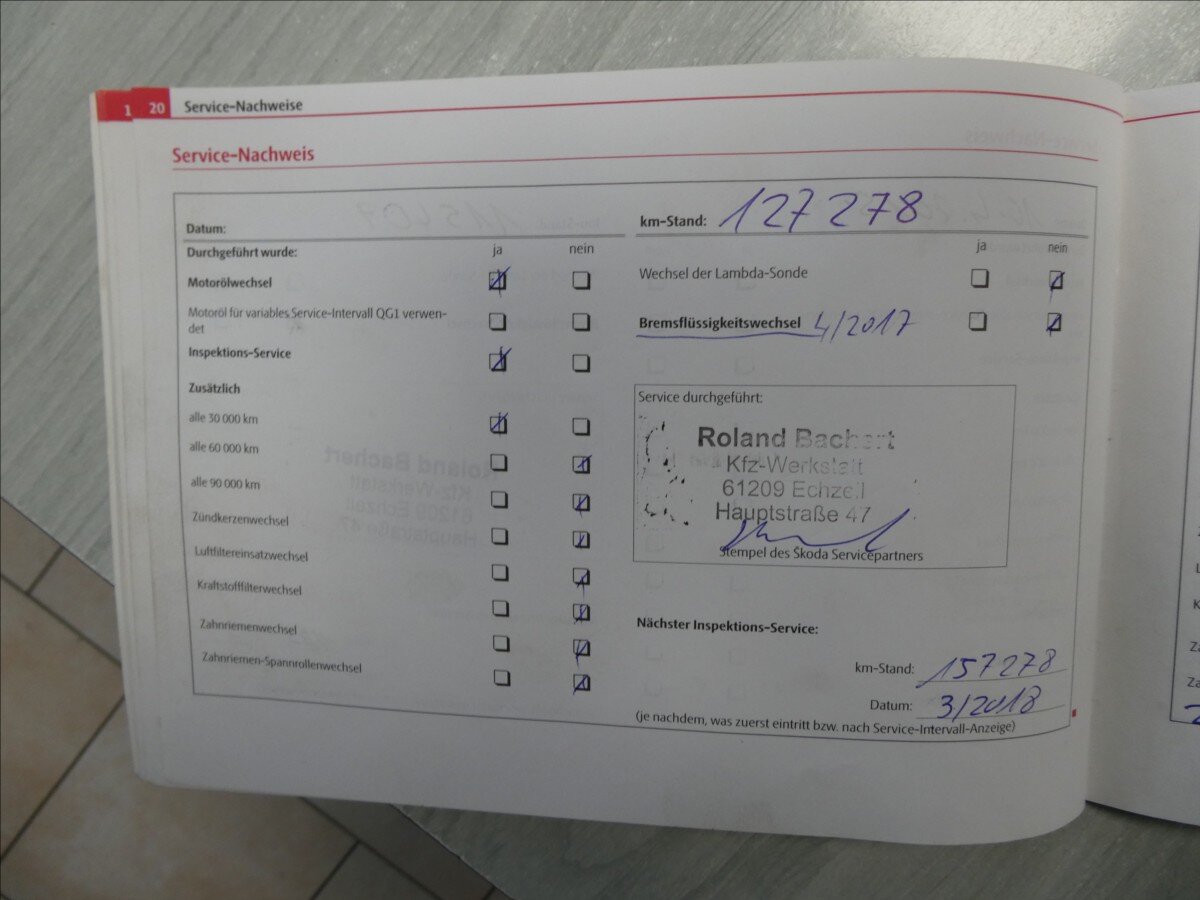 1 20 Service-Nachweise
Service-Nachweis
Datum:
Durchgeführt wurde: ja nein
Motorölwechsel
Motoröl für variables Service-Intervall QG1 verwen-
det
Inspektions-Service
Zusätzlich
alle 30 000 km
alle 60 000 km
alle 90 000 km
Zündkerzenwechsel
Luftfiltereinsatzwechsel
Kraftstofffilterwechsel
Zahnriemenwechsel
Zahnriemen-Spannrollenwechsel
km-Stand: 127 278
ja nein
Wechsel der Lambda-Sonde
Bremsflüssigkeitswechsel 4/2017
Service durchgeführt:
Roland Bachert
Kfz-Werkstatt
61209 Echzell
Hauptstraße 47
Stempel des Škoda Servicepartners
Nächster Inspektions-Service:
km-Stand: 157278
Datum: 3/2018
(je nachdem, was zuerst eintritt bzw. nach Service-Intervall-Anzeige)